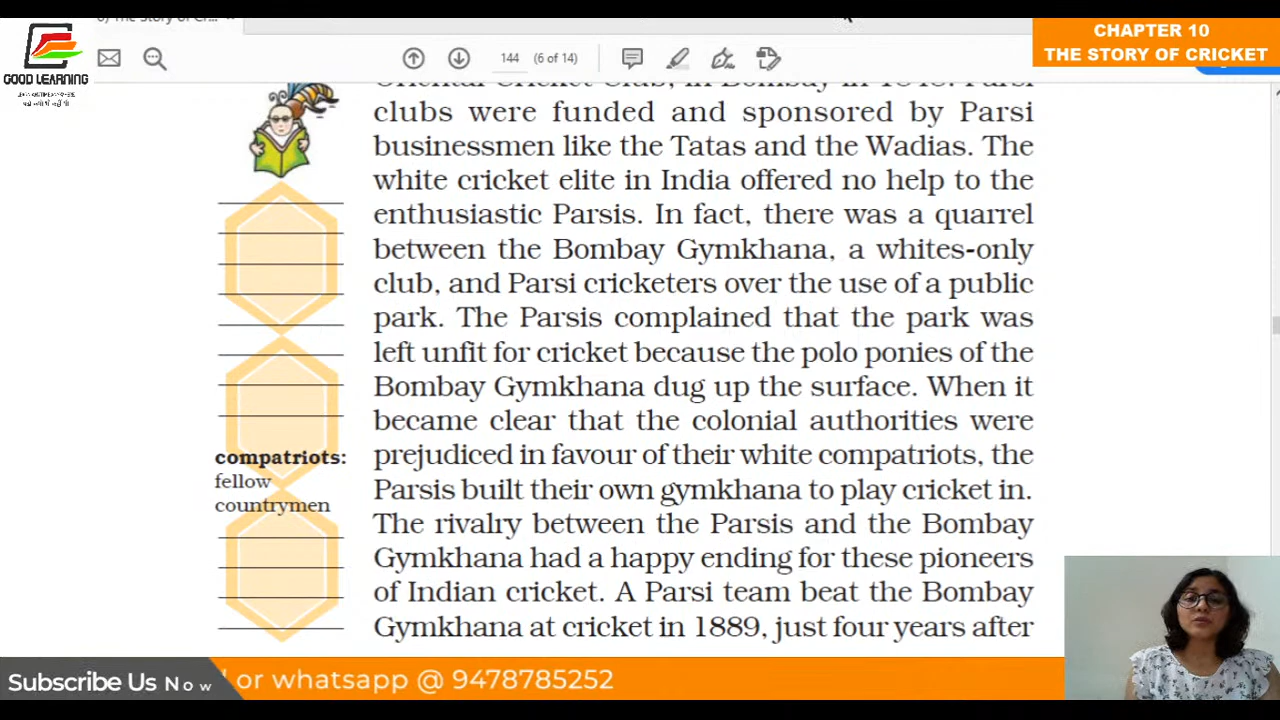 CHAPTER 10
THE STORY OF CRICKET
GOOD LEARNING
144 (6 of 14)
Oriental Cricket Club, in Bombay in
clubs were funded and sponsored by Parsi
businessmen like the Tatas and the Wadias. The
white cricket elite in India offered no help to the
enthusiastic Parsis. In fact, there was a quarrel
between the Bombay Gymkhana, a whites-only
club, and Parsi cricketers over the use of a public
park. The Parsis complained that the park was
left unfit for cricket because the polo ponies of the
Bombay Gymkhana dug up the surface. When it
became clear that the colonial authorities were
prejudiced in favour of their white compatriots, the
Parsis built their own gymkhana to play cricket in.
The rivalry between the Parsis and the Bombay
Gymkhana had a happy ending for these pioneers
of Indian cricket. A Parsi team beat the Bombay
Gymkhana at cricket in 1889, just four years after
compatriots:
fellow
countrymen
Subscribe Us Now
or whatsapp @ 9478785252